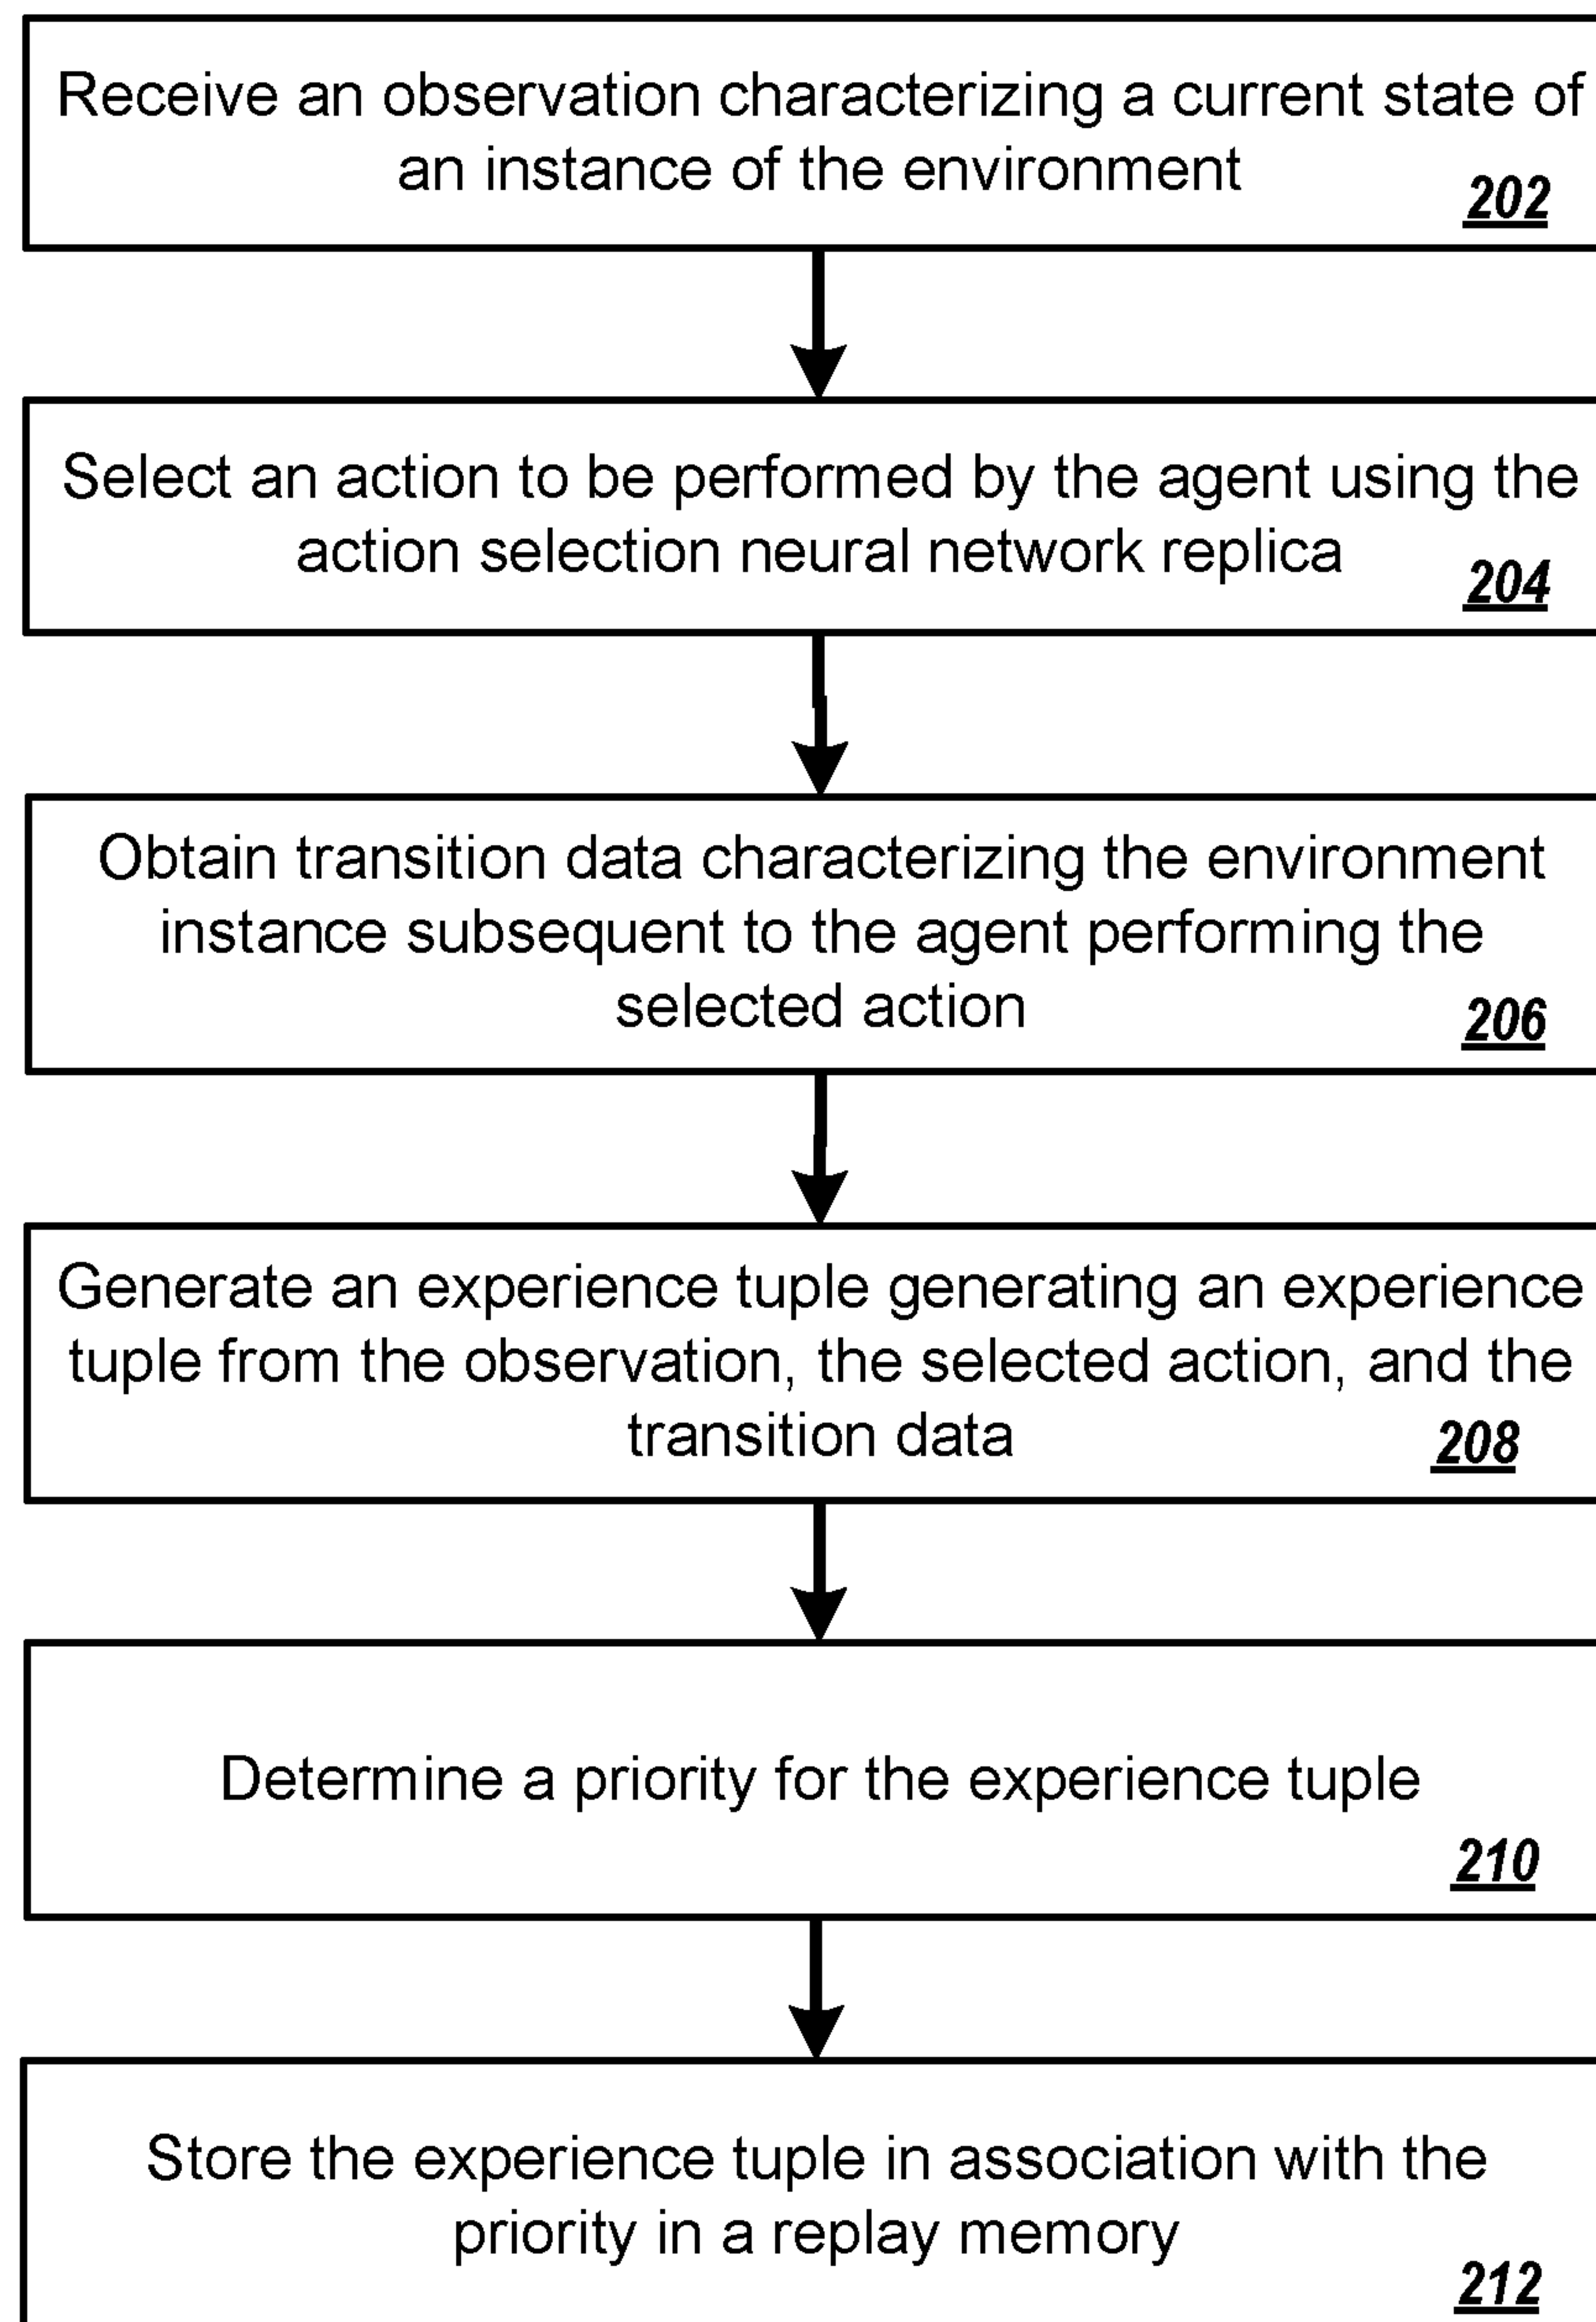 Receive an observation characterizing a current state of
an instance of the environment
202
Select an action to be performed by the agent using the
action selection neural network replica
204
Obtain transition data characterizing the environment
instance subsequent to the agent performing the
selected action
206
Generate an experience tuple generating an experience
tuple from the observation, the selected action, and the
transition data
208
Determine a priority for the experience tuple
210
Store the experience tuple in association with the
priority in a replay memory
212